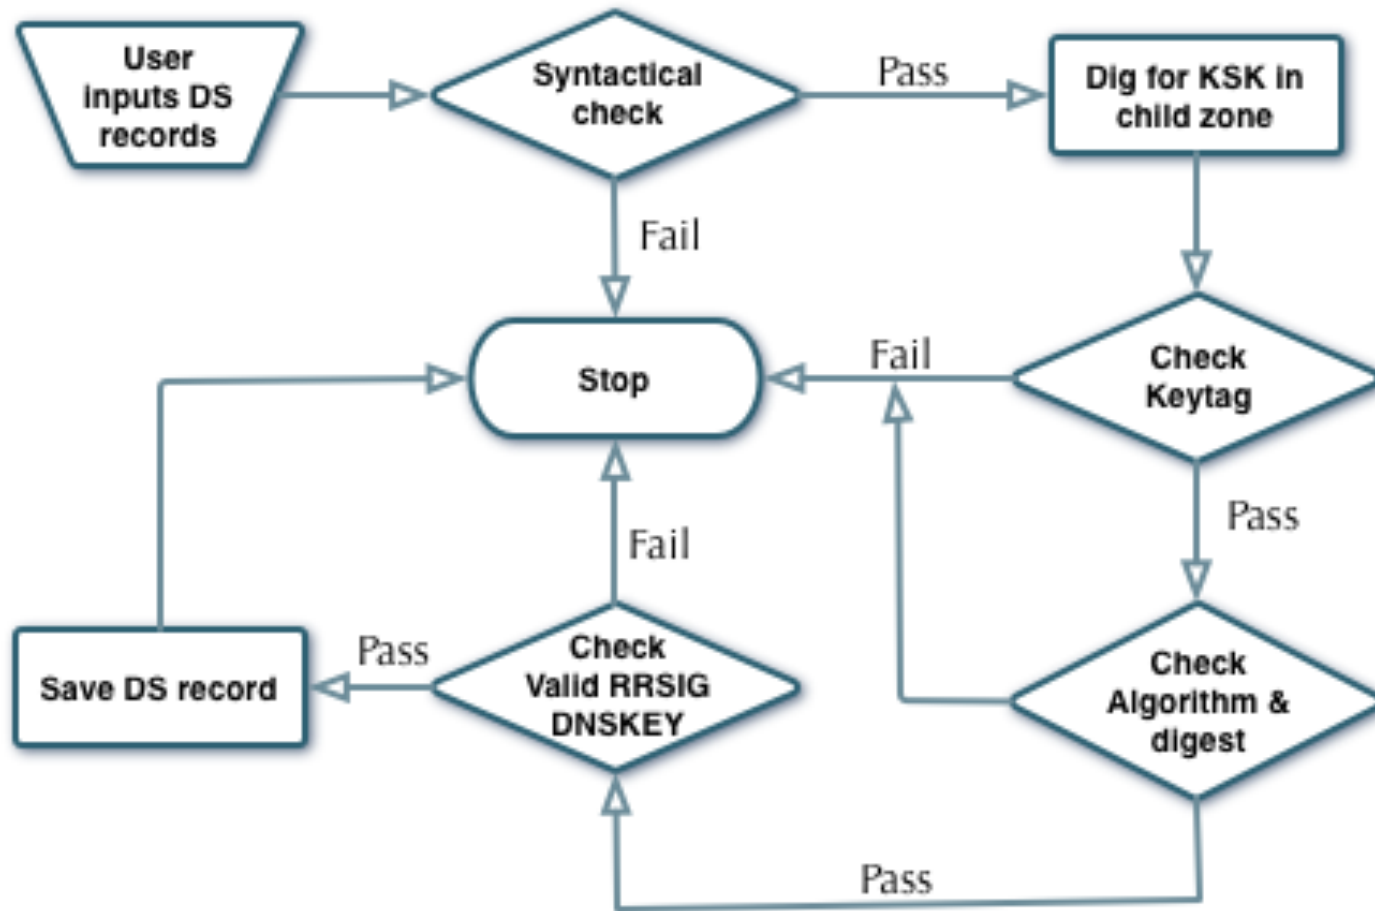 User
inputs DS
records
Syntactical
check
Pass
Dig for KSK in
child zone
Fail
Stop
Fail
Check
Keytag
Pass
Fail
Save DS record
Pass
Check
Valid RRSIG
DNSKEY
Check
Algorithm &
digest
Pass